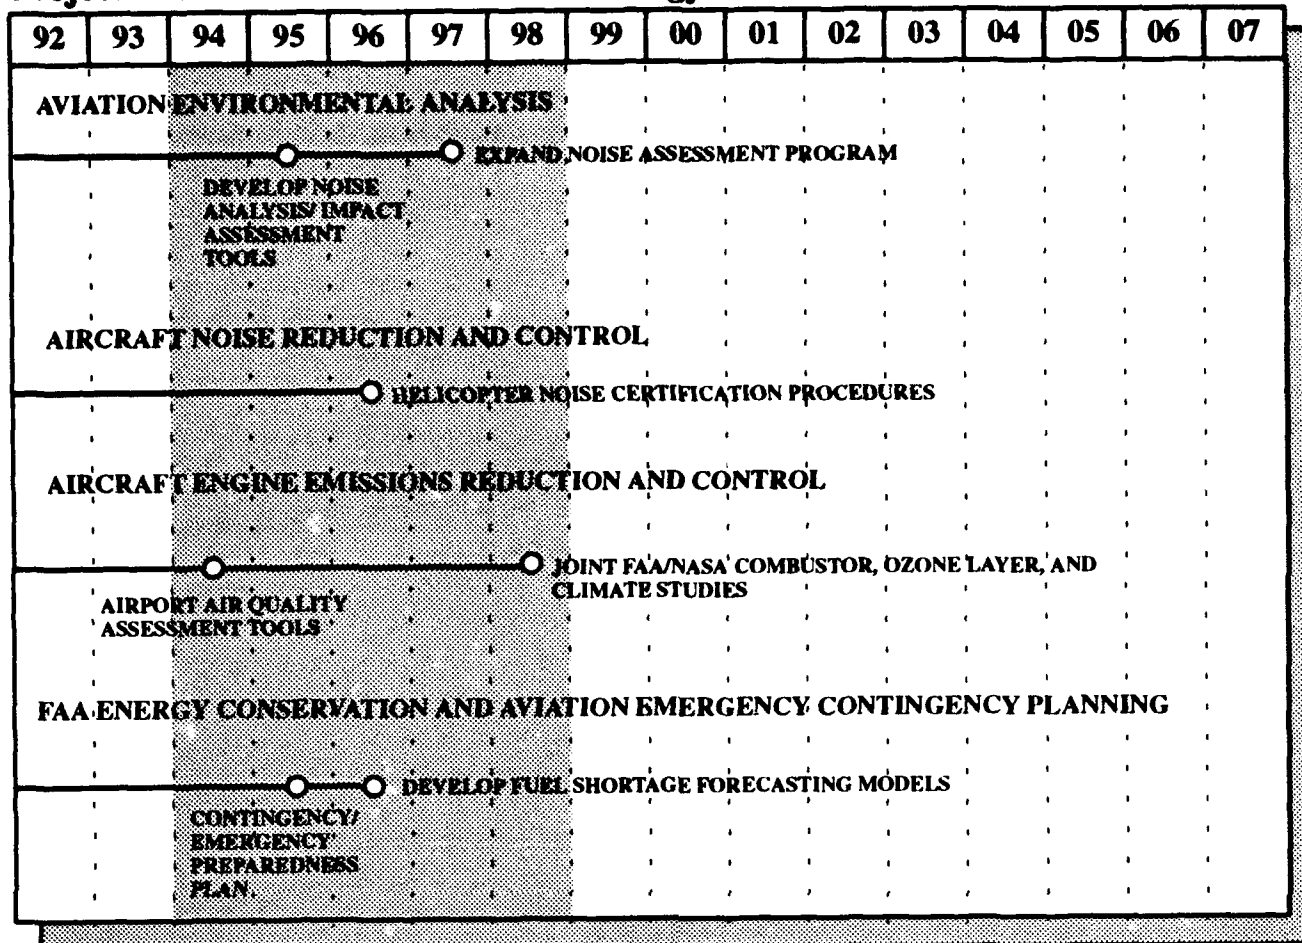 92 93 94 95 96 97 98 99 00 01 02 03 04 05 06 07
AVIATION ENVIRONMENTAL ANALYSIS
EXPAND NOISE ASSESSMENT PROGRAM
DEVELOP NOISE
ANALYSIS/ IMPACT
ASSESSMENT
TOOLS
AIRCRAFT NOISE REDUCTION AND CONTROL
HELICOPTER NOISE CERTIFICATION PROCEDURES
AIRCRAFT ENGINE EMISSIONS REDUCTION AND CONTROL
JOINT FAA/NASA COMBUSTOR, OZONE LAYER, AND
CLIMATE STUDIES
AIRPORT AIR QUALITY
ASSESSMENT TOOLS
FAA ENERGY CONSERVATION AND AVIATION EMERGENCY CONTINGENCY PLANNING
DEVELOP FUEL SHORTAGE FORECASTING MODELS
CONTINGENCY/
EMERGENCY
PREPAREDNESS
PLAN.